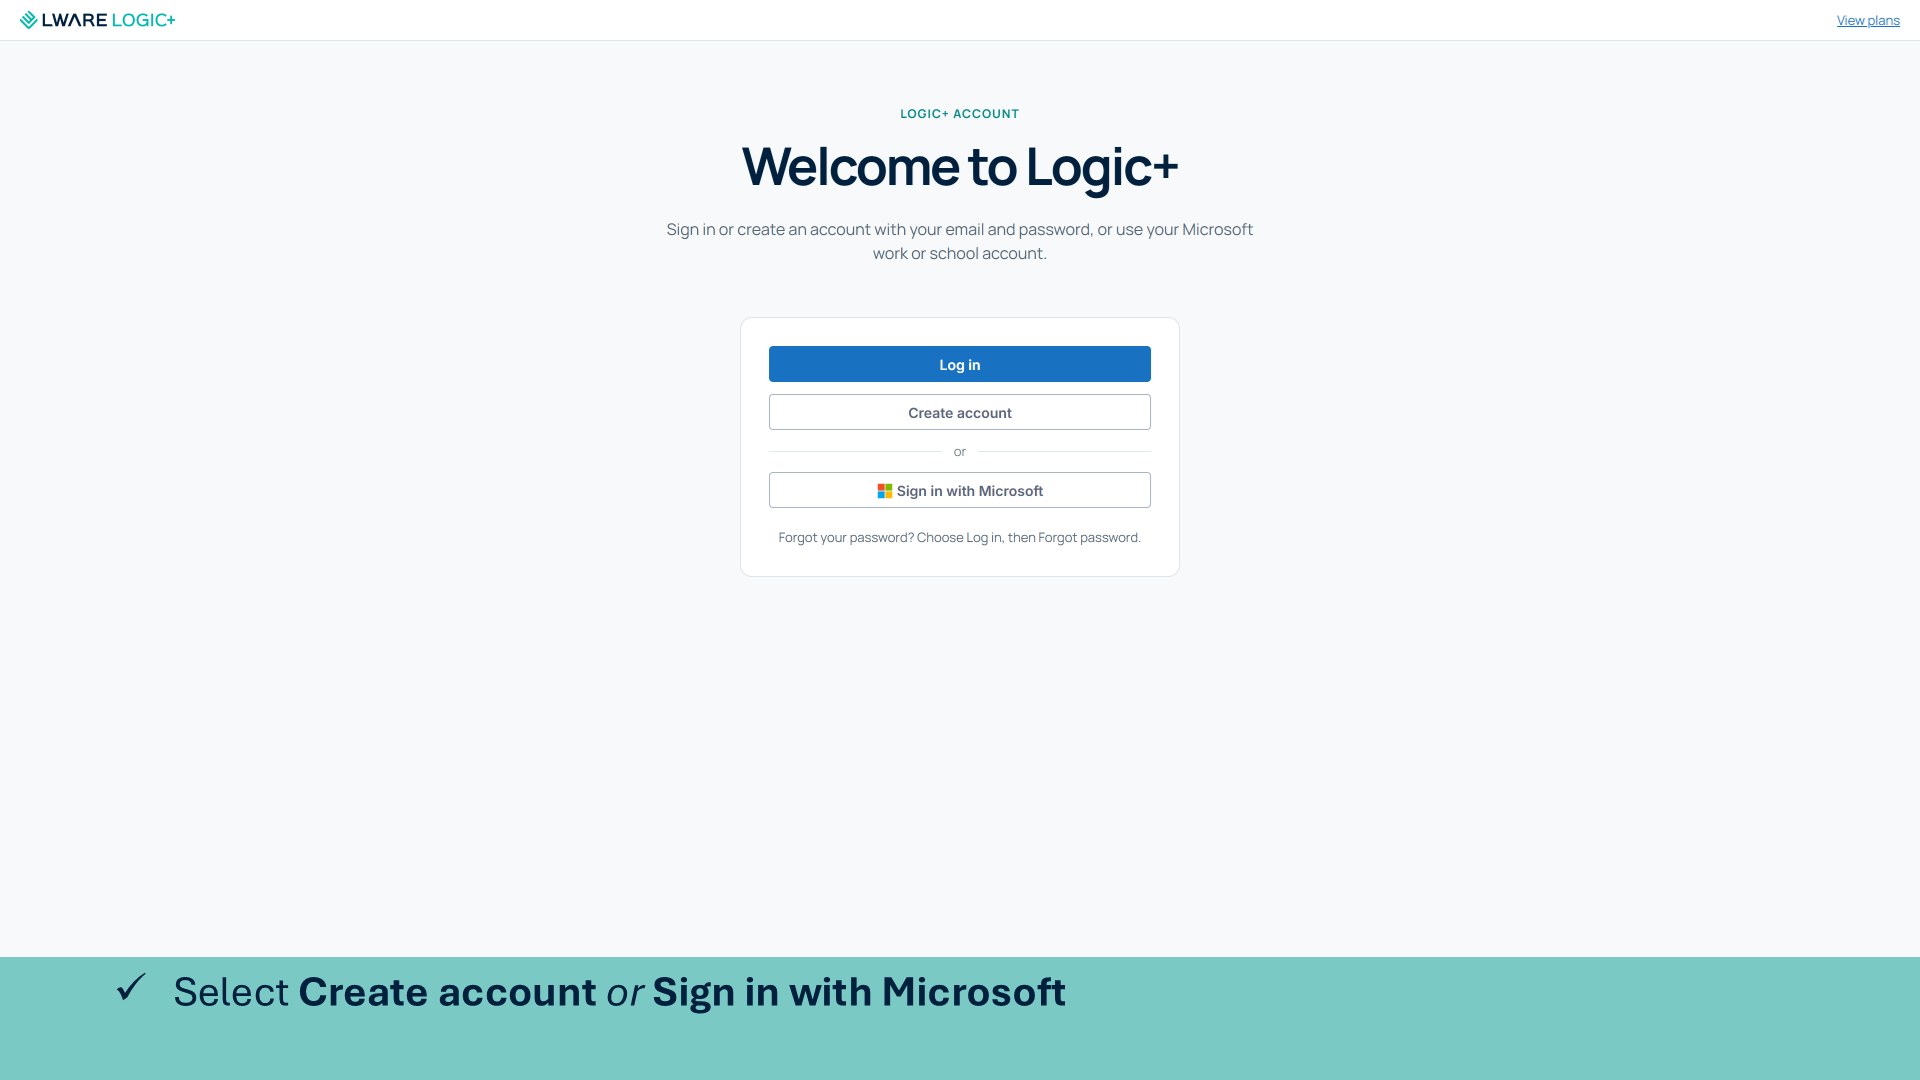 LWARE LOGIC+
View plans
LOGIC+ ACCOUNT
Welcome to Logic+
Sign in or create an account with your email and password, or use your Microsoft
work or school account.
Log in
Create account
or
Sign in with Microsoft
Forgot your password? Choose Log in, then Forgot password.
✓ Select Create account or Sign in with Microsoft